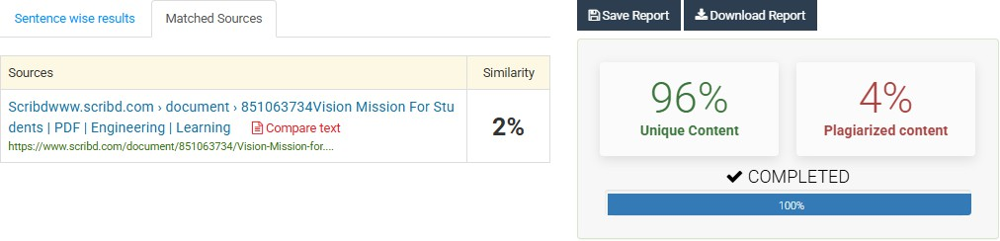 Sentence wise results
Matched Sources
Sources
Similarity
Scribdwww.scribd.com › document › 851063734Vision Mission For Stu
dents | PDF | Engineering | Learning
Compare text
https://www.scribd.com/document/851063734/Vision-Mission-for....
2%
Save Report
Download Report
96%
Unique Content
4%
Plagiarized content
COMPLETED
100%